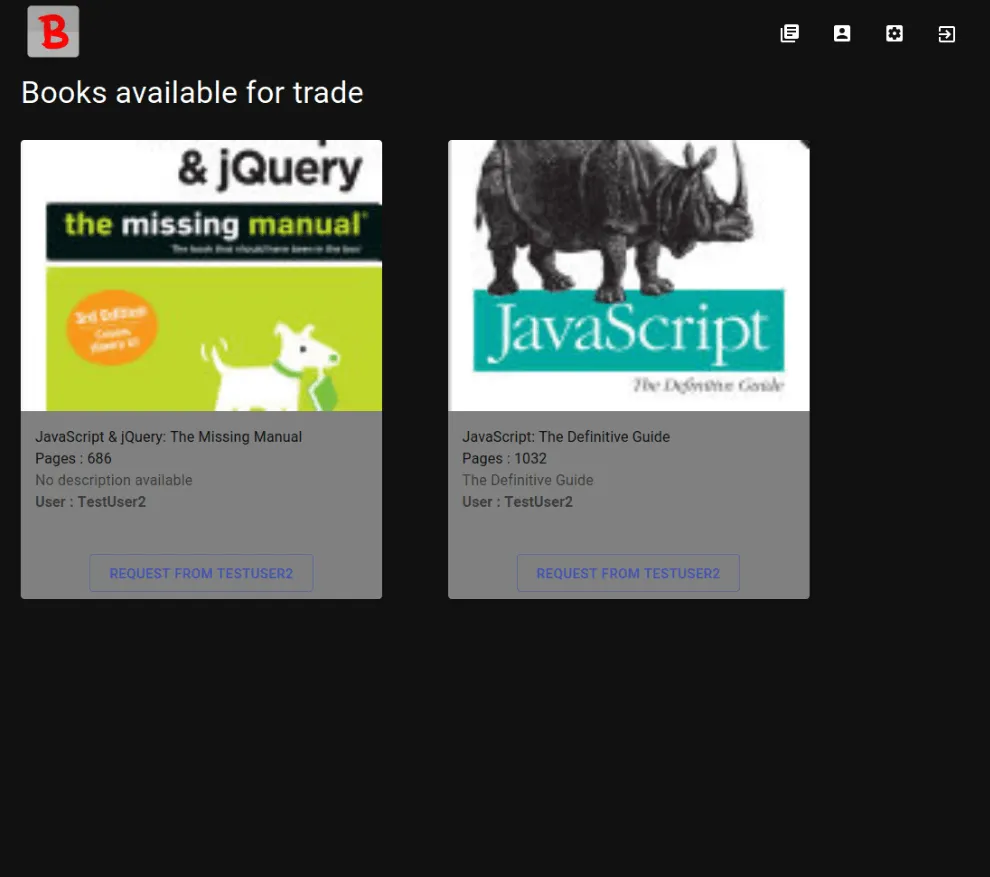 B
Books available for trade
& jQuery
the missing manual®
The book that should have been in the box
3rd Edition
JavaScript & jQuery: The Missing Manual
Pages : 686
No description available
User : TestUser2
REQUEST FROM TESTUSER2
JavaScript
The Definitive Guide
JavaScript: The Definitive Guide
Pages : 1032
The Definitive Guide
User : TestUser2
REQUEST FROM TESTUSER2